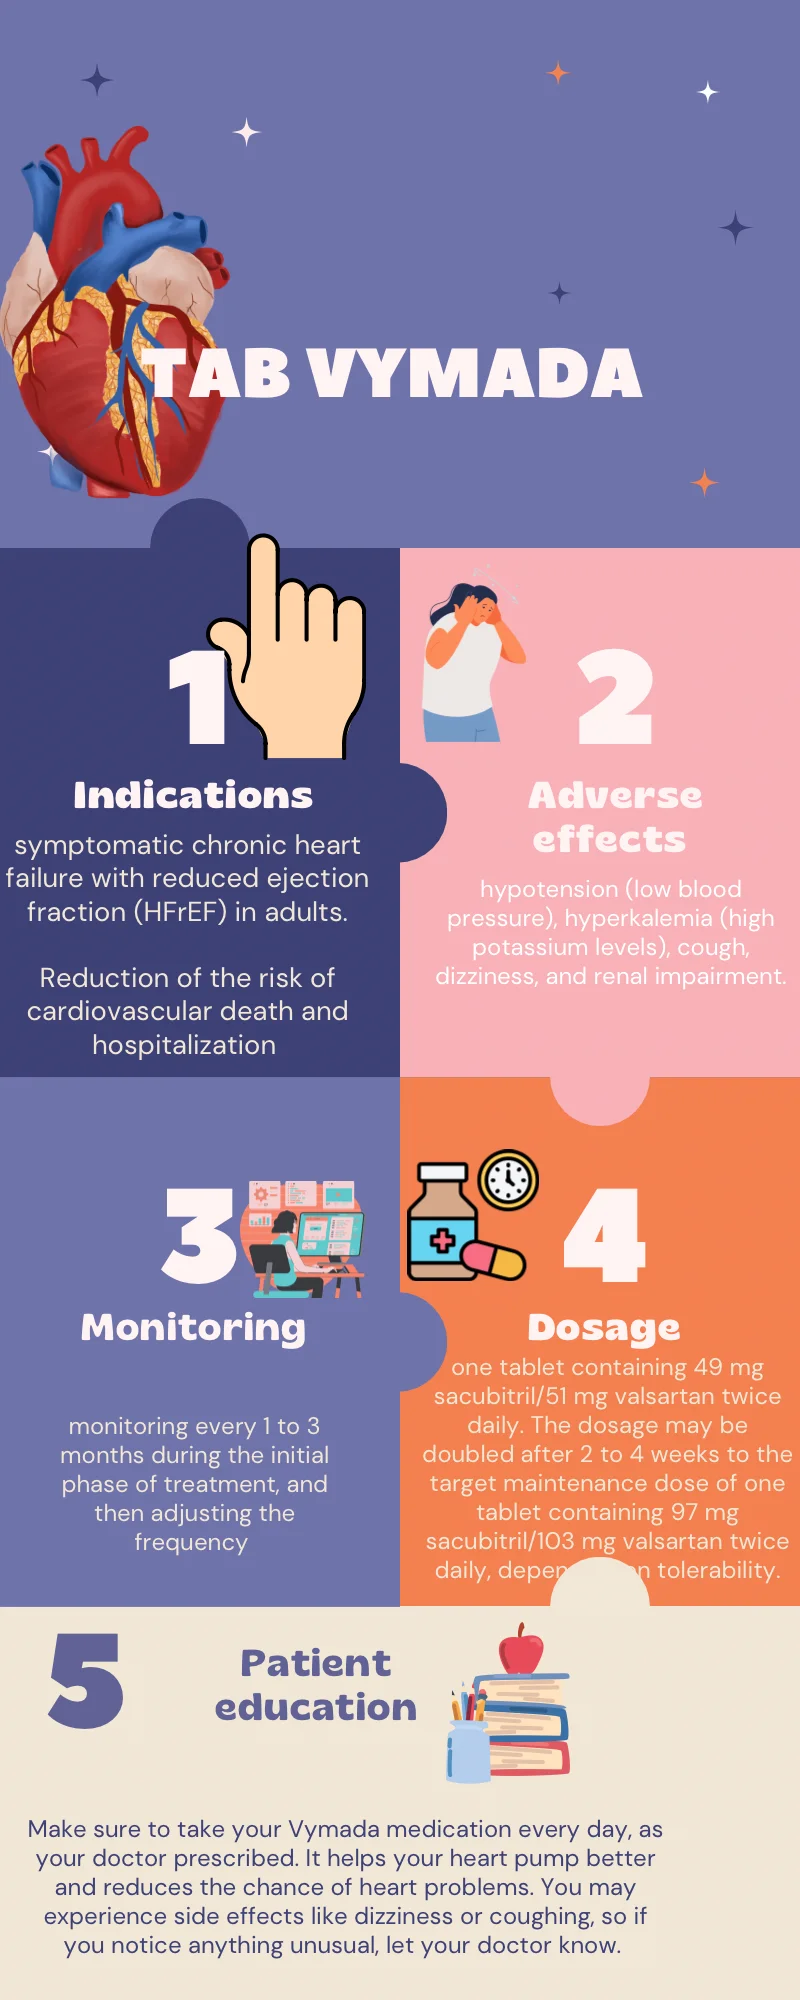 TAB VYMADA
1
Indications
symptomatic chronic heart
failure with reduced ejection
fraction (HFrEF) in adults.
Reduction of the risk of
cardiovascular death and
hospitalization
2
Adverse
effects
hypotension (low blood
pressure), hyperkalemia (high
potassium levels), cough,
dizziness, and renal impairment.
3
Monitoring
monitoring every 1 to 3
months during the initial
phase of treatment, and
then adjusting the
frequency
4
Dosage
one tablet containing 49 mg
sacubitril/51 mg valsartan twice
daily. The dosage may be
doubled after 2 to 4 weeks to the
target maintenance dose of one
tablet containing 97 mg
sacubitril/103 mg valsartan twice
daily, tolerability.
5
Patient
education
Make sure to take your Vymada medication every day, as
your doctor prescribed. It helps your heart pump better
and reduces the chance of heart problems. You may
experience side effects like dizziness or coughing, so if
you notice anything unusual, let your doctor know.